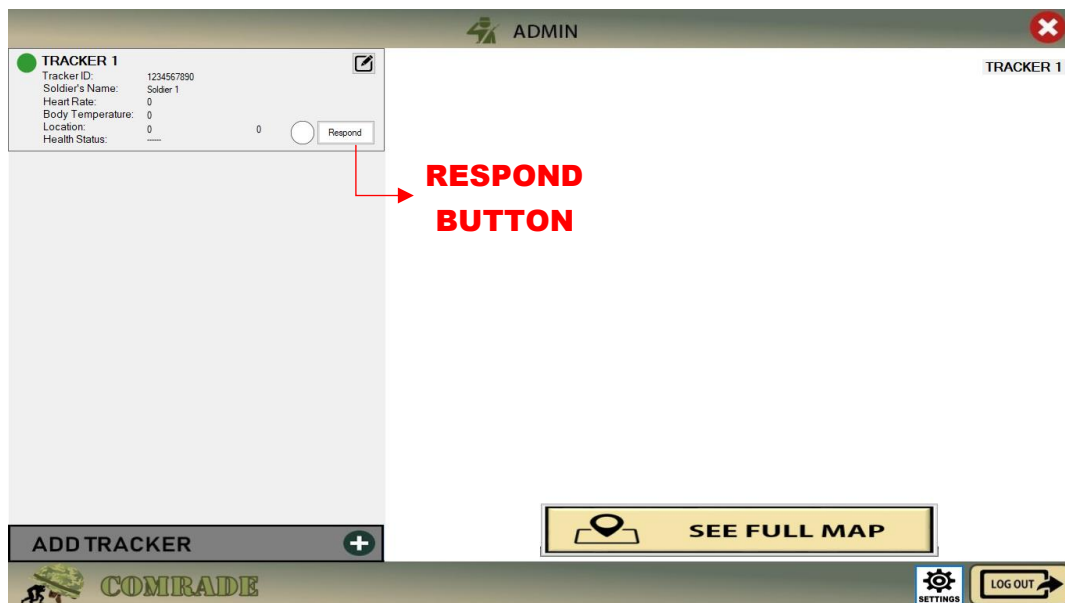 ADMIN
TRACKER 1
Tracker ID: 1234567890
Soldier's Name: Soldier 1
Heart Rate: 0
Body Temperature: 0
Location: 0 0
Health Status: -----
Respond
TRACKER 1
RESPOND
BUTTON
SEE FULL MAP
ADD TRACKER
COMRADE
SETTINGS
LOG OUT